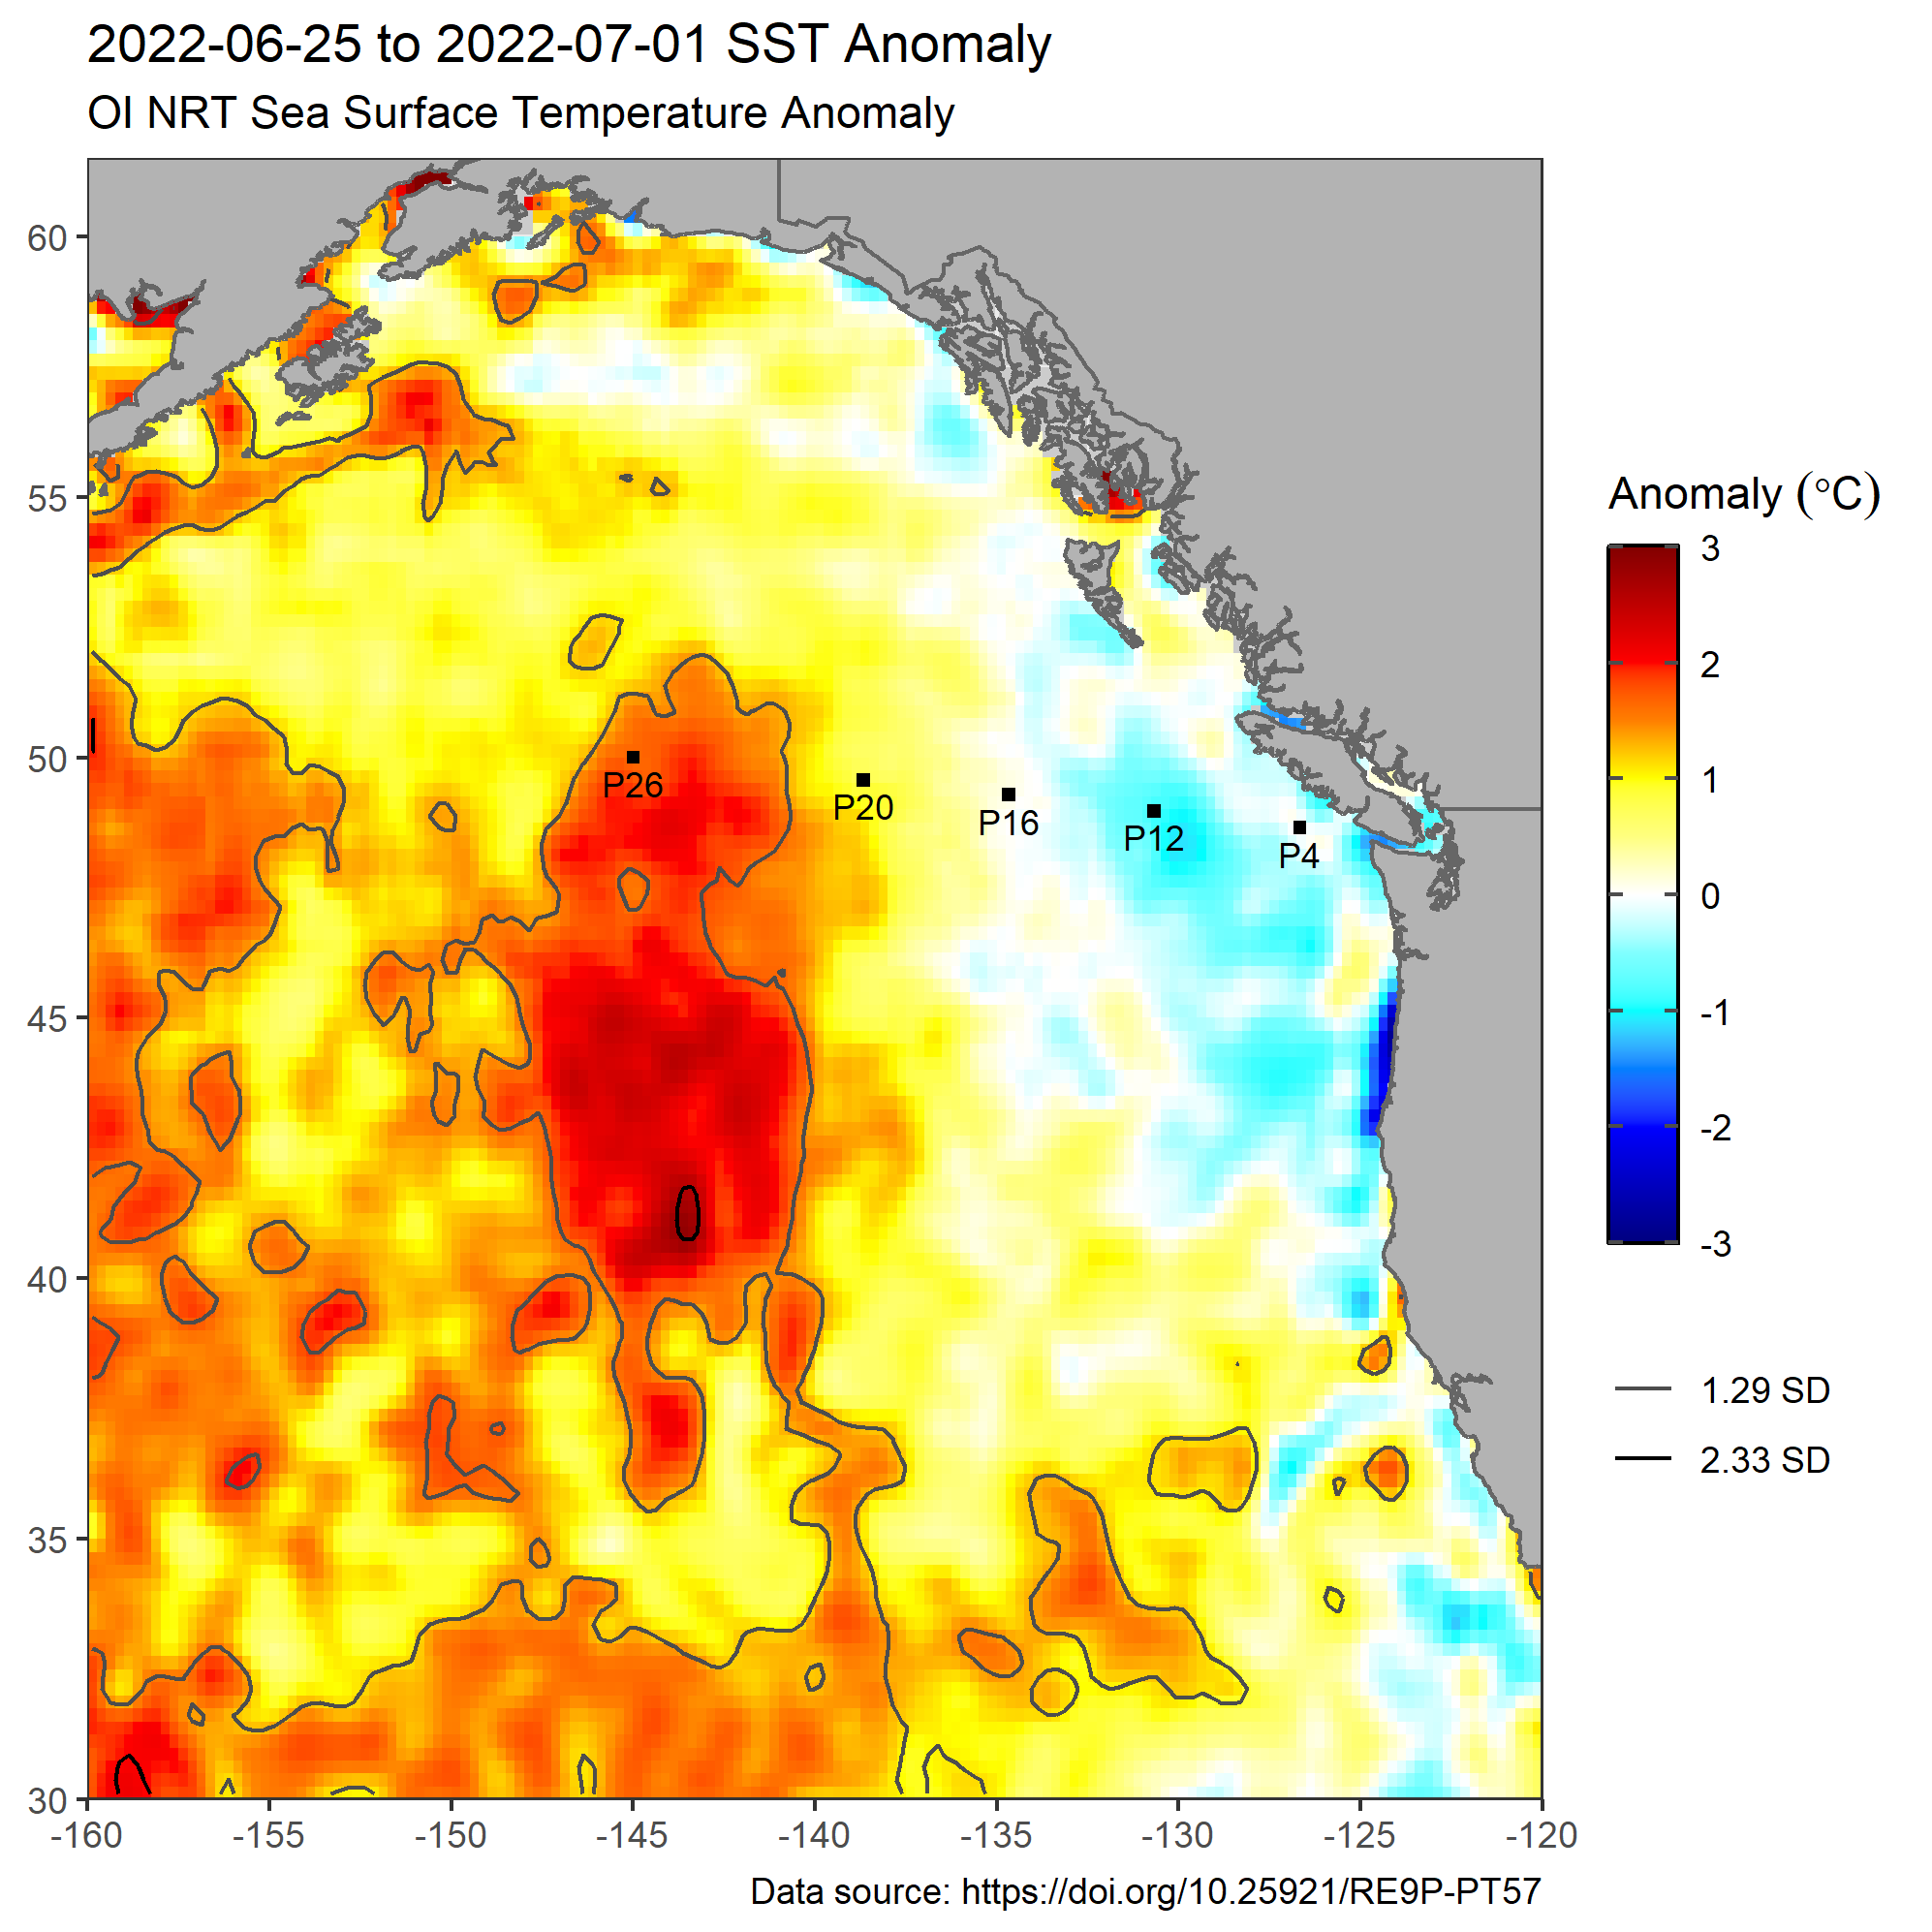 2022-06-25 to 2022-07-01 SST Anomaly
OI NRT Sea Surface Temperature Anomaly
60
55
50
45
40
35
30
-160
-155
-150
-145
-140
-135
-130
-125
-120
P26
P20
P16
P12
P4
Anomaly (°C)
3
2
1
0
-1
-2
-3
1.29 SD
2.33 SD
Data source: https://doi.org/10.25921/RE9P-PT57